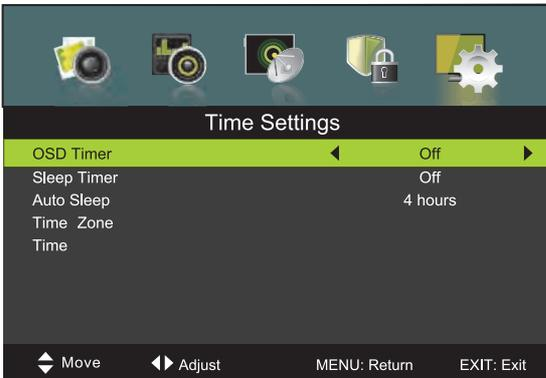 Time Settings
OSD Timer Off
Sleep Timer Off
Auto Sleep 4 hours
Time Zone
Time
Move Adjust MENU: Return EXIT: Exit